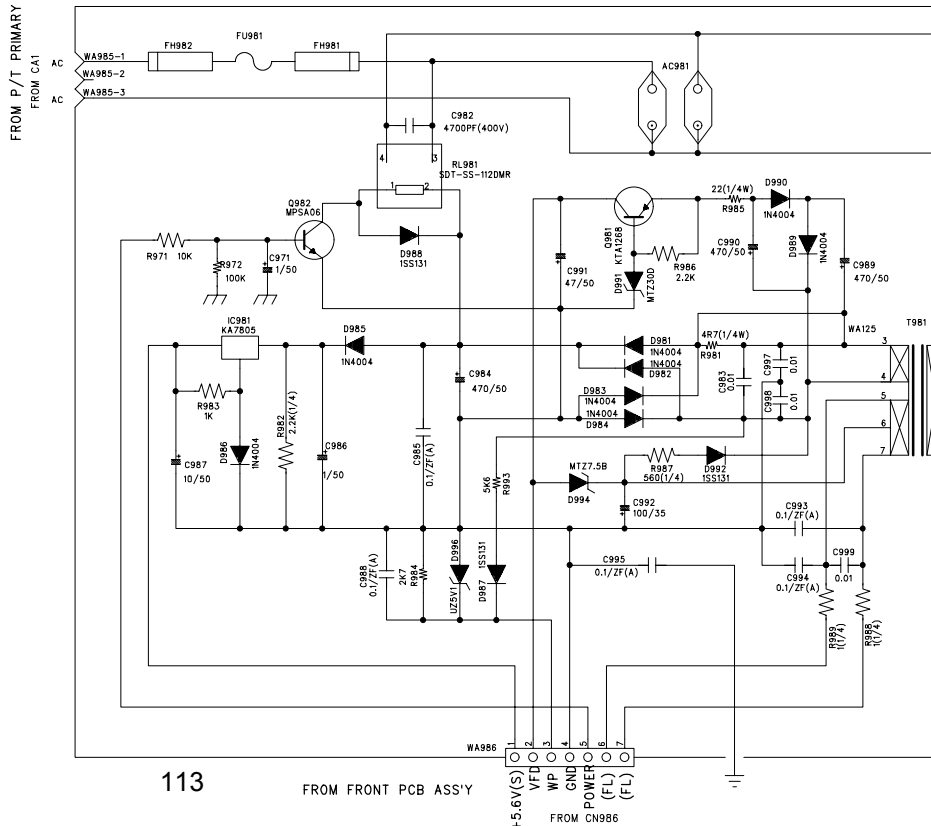 FROM P/T PRIMARY
FROM CA1
AC
WA985-1
WA985-2
AC
WA985-3
FH982
FU981
FH981
AC981
C982
4700PF(400V)
4
3
RL981
SDT-SS-112DMR
1
2
Q982
MPSA06
D988
1SS131
R971
10K
R972
100K
C971
1/50
C991
47/50
Q981
KTA1268
D991
MTZ30D
R986
2.2K
22(1/4W)
R985
C990
470/50
D990
1N4004
D989
1N4004
C989
470/50
IC981
KA7805
D985
1N4004
R983
1K
D986
1N4004
R982
2.2K(1/4)
C986
1/50
C987
10/50
C985
0.1/ZF(A)
C984
470/50
D981
1N4004
D982
D983
1N4004
1N4004
D984
4R7(1/4W)
R981
C983
0.01
C997
0.01
C998
0.01
WA125
T981
3
4
5
6
7
5K6
R993
MTZ7.5B
D994
R987
560(1/4)
D992
1SS131
C992
100/35
C993
0.1/ZF(A)
C988
0.1/ZF(A)
2K7
R984
D996
UZ5V1
1SS131
D987
C995
0.1/ZF(A)
C994
0.1/ZF(A)
C999
0.01
R989
1(1/4)
R988
1(1/4)
WA986
1
2
3
4
5
6
7
+5.6V(S)
VFD
WP
GND
POWER
(FL)
(FL)
113
FROM FRONT PCB ASS'Y
FROM CN986